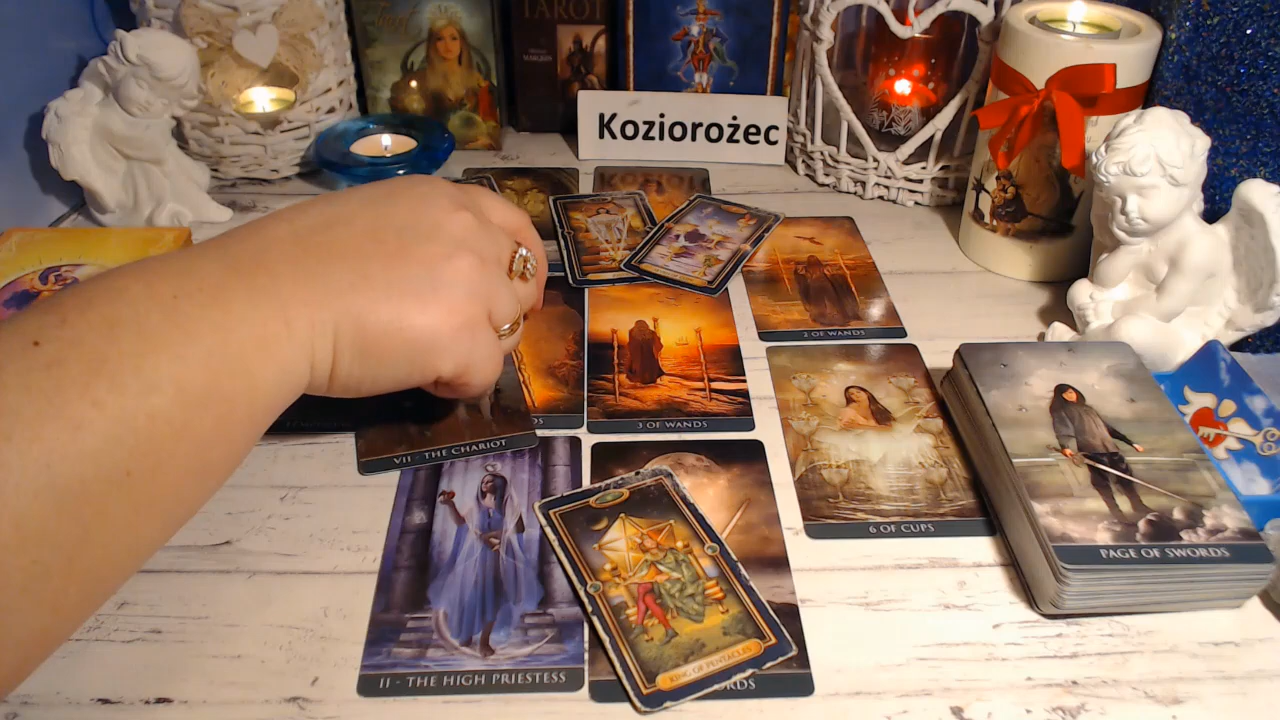 Tarot
TAROT
Koziorożec
2 OF WANDS
3 OF WANDS
VII - THE CHARIOT
6 OF CUPS
PAGE OF SWORDS
KING OF PENTACLES
II - THE HIGH PRIESTESS